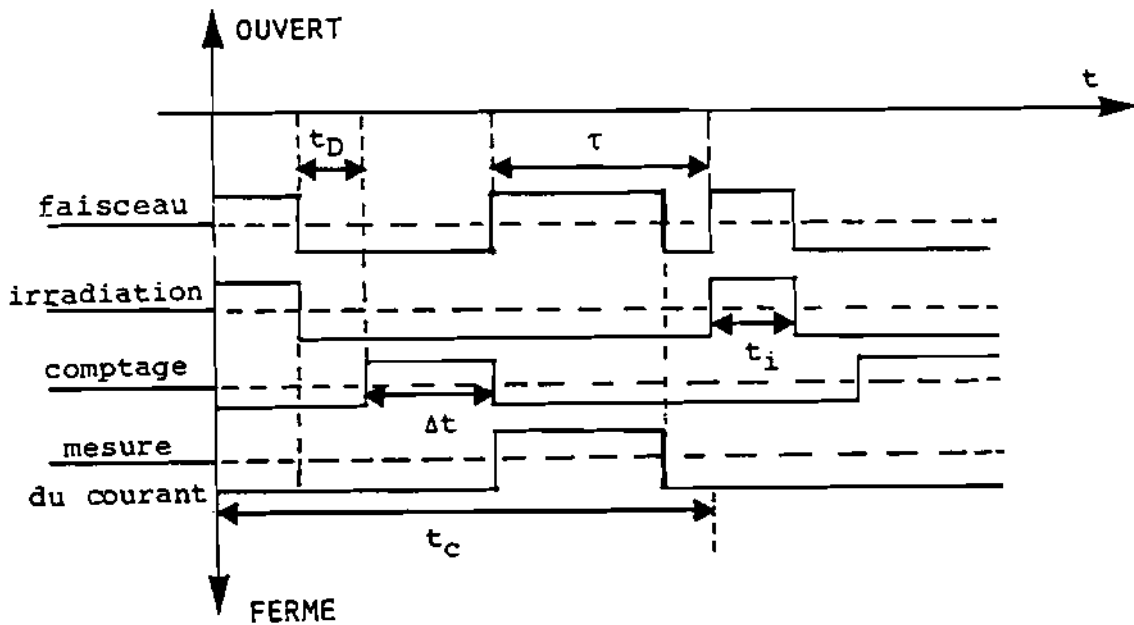 OUVERT
t
t_D
τ
faisceau
irradiation
t_i
comptage
Δt
mesure
du courant
t_c
FERME